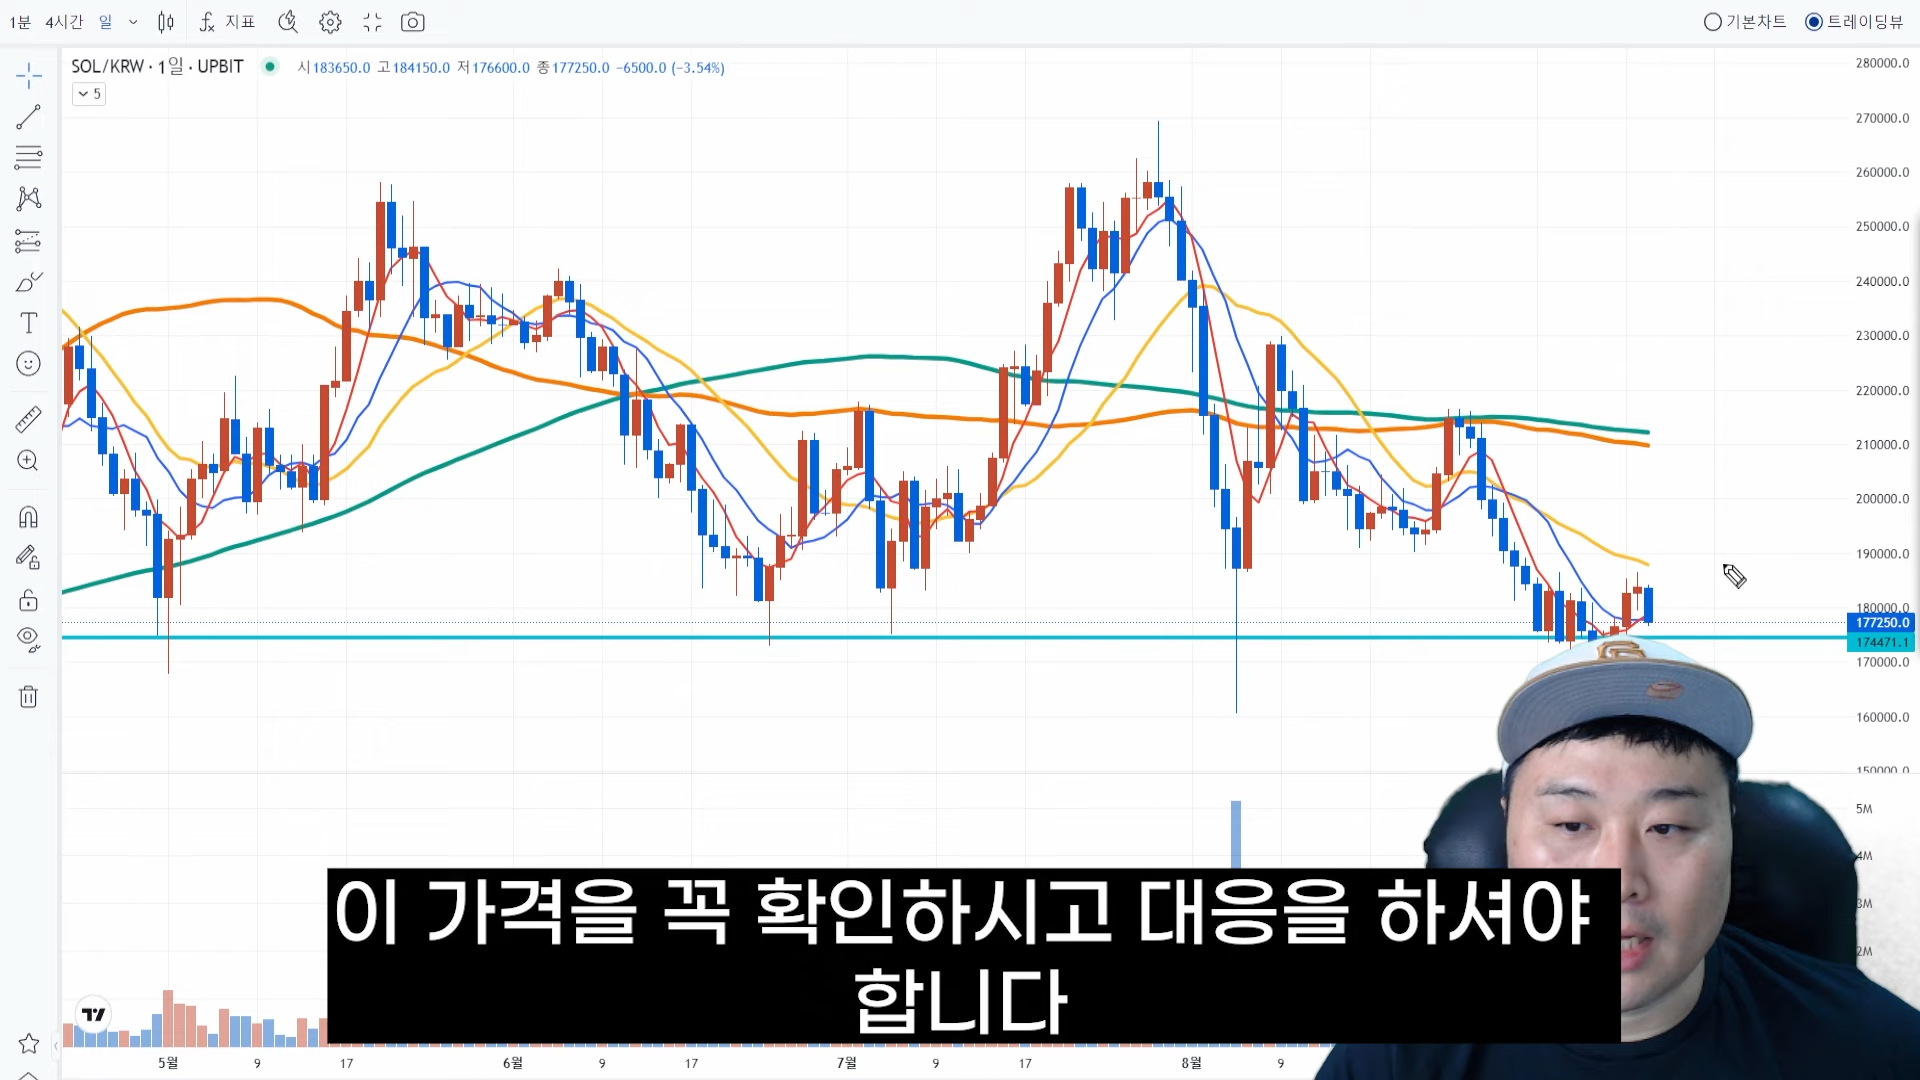 1분 4시간 일 지표 기본차트 트레이딩뷰
SOL/KRW · 1일 · UPBIT 시183650.0 고184150.0 저176600.0 종177250.0 −6500.0 (−3.54%)
5
280000.0
270000.0
260000.0
250000.0
240000.0
230000.0
220000.0
210000.0
200000.0
190000.0
180000.0
177250.0
174471.1
170000.0
160000.0
150000.0
5M
4M
3M
2M
이 가격을 꼭 확인하시고 대응을 하셔야
합니다
5월 9 17 6월 9 17 7월 9 17 8월 9